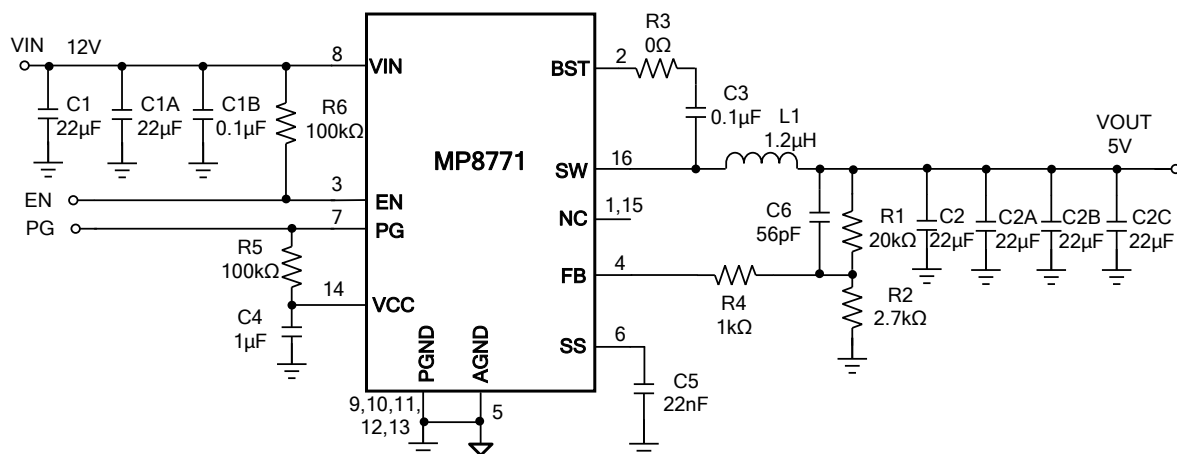 VIN
12V
8
VIN
C1
22µF
C1A
22µF
C1B
0.1µF
R6
100kΩ
EN
3
EN
PG
7
PG
R5
100kΩ
14
VCC
C4
1µF
MP8771
PGND
AGND
9,10,11,
12,13
5
BST
2
R3
0Ω
C3
0.1µF
L1
1.2µH
SW
16
NC
1,15
C6
56pF
R1
20kΩ
FB
4
R4
1kΩ
R2
2.7kΩ
SS
6
C5
22nF
VOUT
5V
C2
22µF
C2A
22µF
C2B
22µF
C2C
22µF